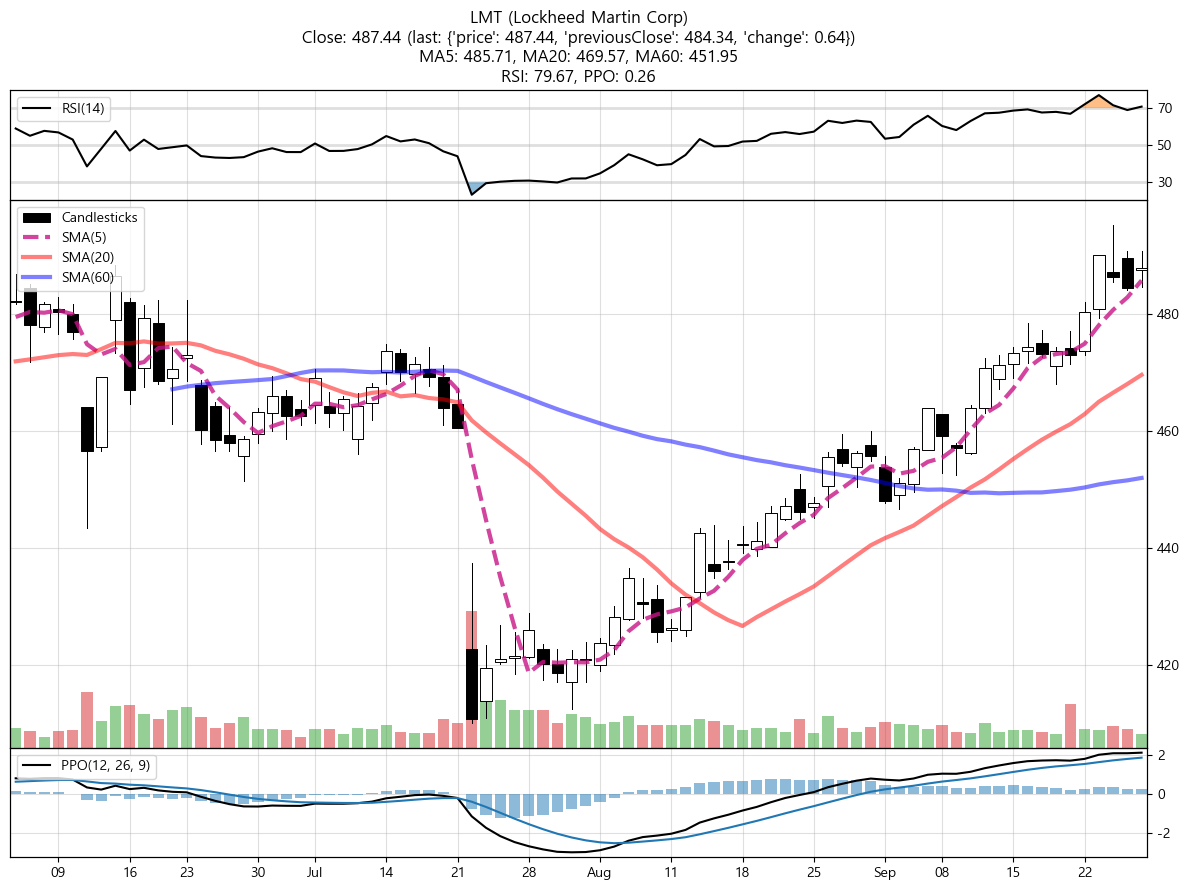 LMT (Lockheed Martin Corp)
Close: 487.44 (last: {'price': 487.44, 'previousClose': 484.34, 'change': 0.64})
MA5: 485.71, MA20: 469.57, MA60: 451.95
RSI: 79.67, PPO: 0.26
RSI(14)
70
50
30
Candlesticks
SMA(5)
SMA(20)
SMA(60)
480
460
440
420
PPO(12, 26, 9)
2
0
-2
09 16 23 30 Jul 14 21 28 Aug 11 18 25 Sep 08 15 22